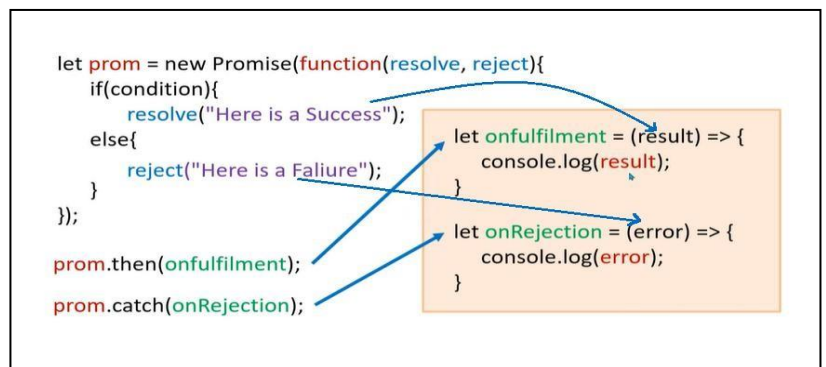 let prom = new Promise(function(resolve, reject){
if(condition){
resolve("Here is a Success");
else{
reject("Here is a Faliure");
}
});
prom.then(onfulfilment);
prom.catch(onRejection);
let onfulfilment = (result) => {
console.log(result);
}
let onRejection = (error) => {
console.log(error);
}